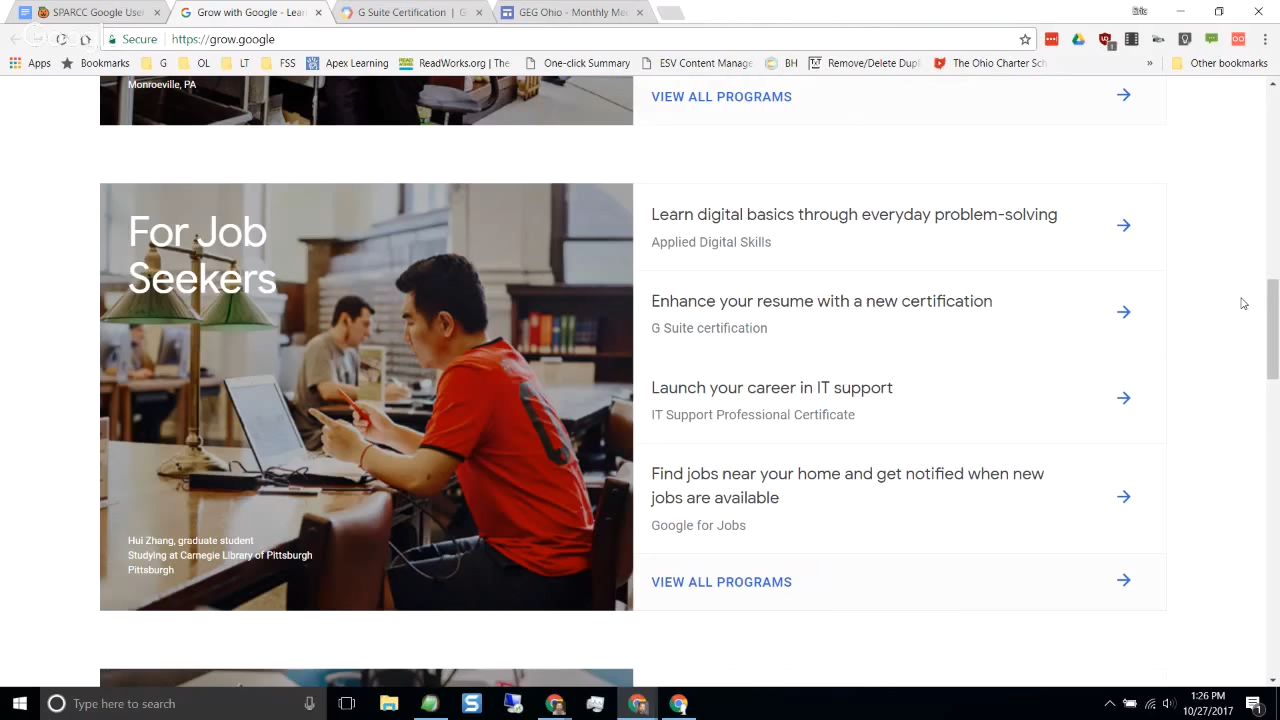 SPARCC Google User
Grow with Google - Lear
G Suite Certification | G
GEG Ohio - Monthly Me
Secure
https://grow.google
Apps
Bookmarks
G
OL
LT
FSS
Applying Educatio
ReadWorks.org | The
One-click Summary
ESV Content Manage
BH
Remove/Delete Dupl
The Ohio Charter Sch
»
Other bookmarks
Monroeville, PA
VIEW ALL PROGRAMS
For Job
Seekers
Hui Zhang, graduate student
Studying at Carnegie Library of Pittsburgh
Pittsburgh
Learn digital basics through everyday problem-solving
Applied Digital Skills
Enhance your resume with a new certification
G Suite certification
Launch your career in IT support
IT Support Professional Certificate
Find jobs near your home and get notified when new
jobs are available
Google for Jobs
VIEW ALL PROGRAMS
Type here to search
1:26 PM
10/27/2017